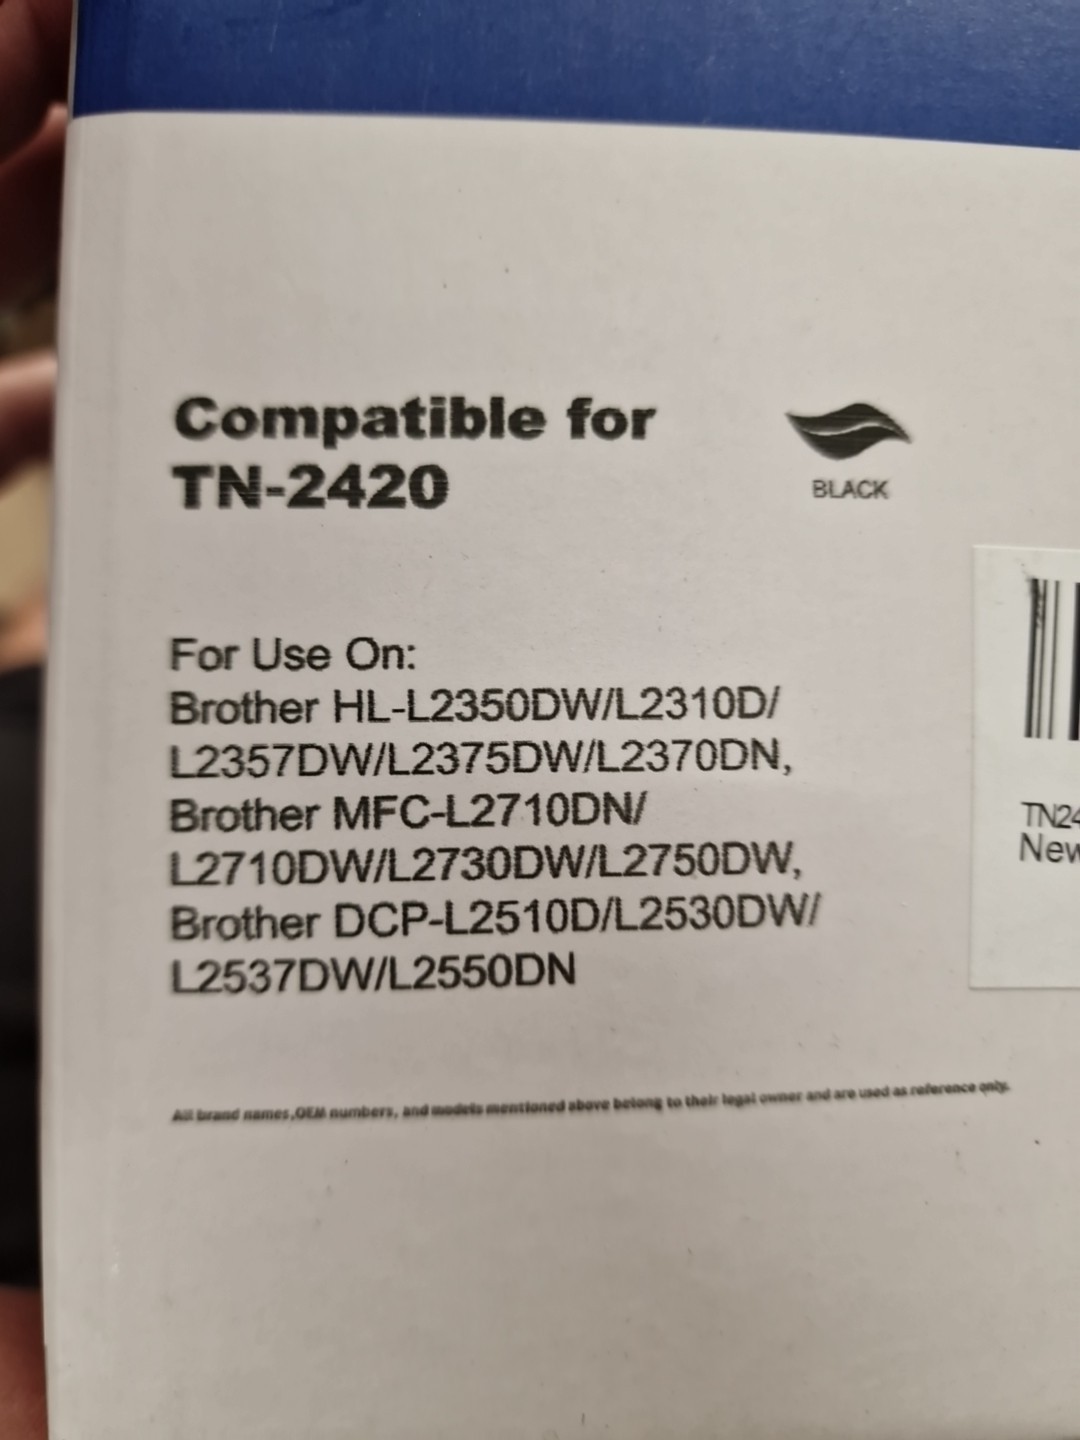 Compatible for
TN-2420
BLACK
For Use On:
Brother HL-L2350DW/L2310D/
L2357DW/L2375DW/L2370DN,
Brother MFC-L2710DN/
L2710DW/L2730DW/L2750DW,
Brother DCP-L2510D/L2530DW/
L2537DW/L2550DN
TN24
New
All brand names,OEM numbers, and models mentioned above belong to their legal owner and are used as reference only.